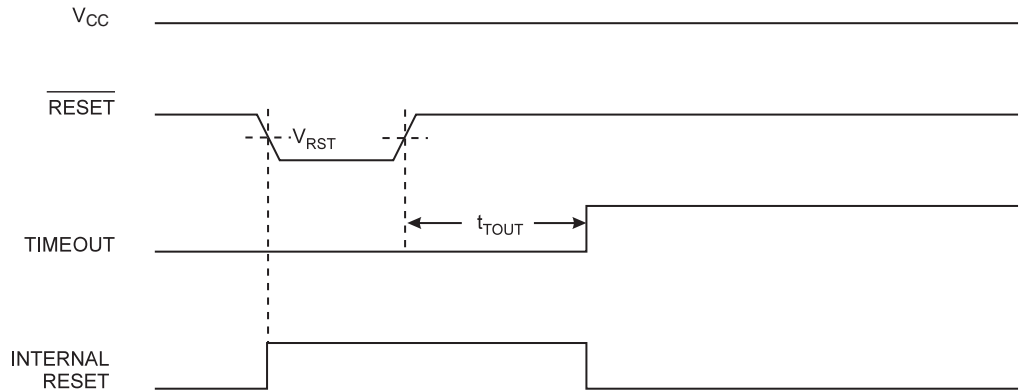 VCC
RESET
VRST
tTOUT
TIMEOUT
INTERNAL
RESET